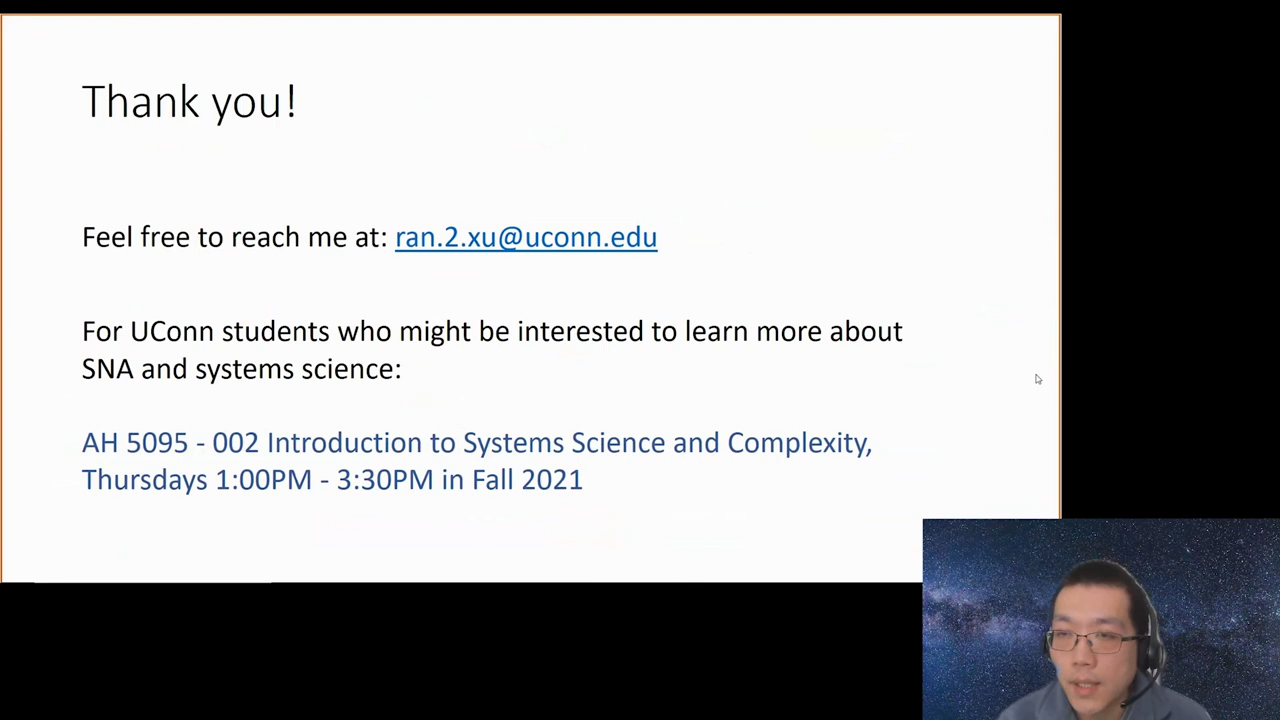 Thank you!
Feel free to reach me at: ran.2.xu@uconn.edu
For UConn students who might be interested to learn more about
SNA and systems science:
AH 5095 - 002 Introduction to Systems Science and Complexity,
Thursdays 1:00PM - 3:30PM in Fall 2021